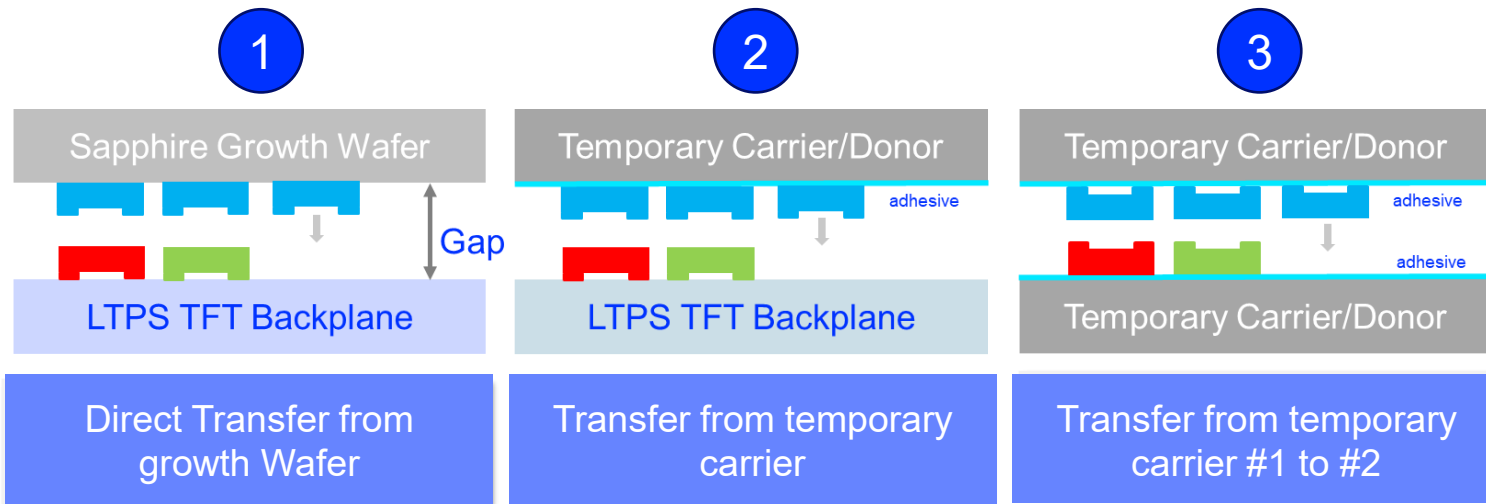 1
2
3
Sapphire Growth Wafer
Temporary Carrier/Donor
Temporary Carrier/Donor
adhesive
adhesive
Gap
adhesive
LTPS TFT Backplane
LTPS TFT Backplane
Temporary Carrier/Donor
Direct Transfer from
growth Wafer
Transfer from temporary
carrier
Transfer from temporary
carrier #1 to #2